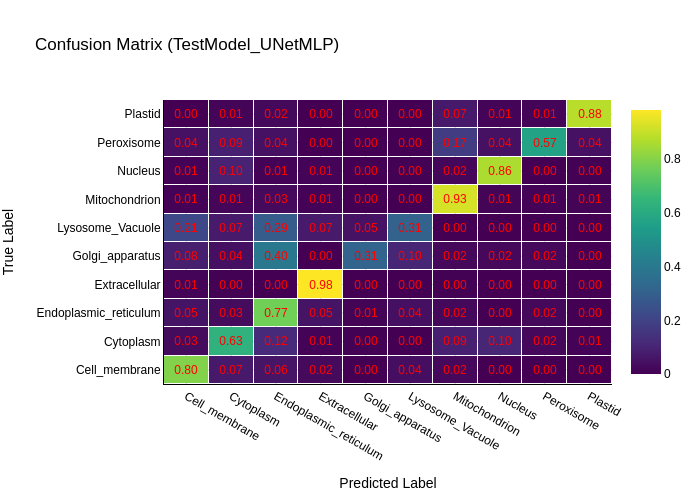 Confusion Matrix (TestModel_UNetMLP)
Plastid 0.00 0.01 0.02 0.00 0.00 0.00 0.07 0.01 0.01 0.88
Peroxisome 0.04 0.09 0.04 0.00 0.00 0.00 0.17 0.04 0.57 0.04
Nucleus 0.01 0.10 0.01 0.01 0.00 0.00 0.02 0.86 0.00 0.00
Mitochondrion 0.01 0.01 0.03 0.01 0.00 0.00 0.93 0.01 0.01 0.01
Lysosome_Vacuole 0.07 0.29 0.07 0.05 0.31 0.00 0.00 0.00 0.00
Golgi_apparatus 0.08 0.04 0.40 0.00 0.31 0.10 0.02 0.02 0.02 0.00
Extracellular 0.01 0.00 0.00 0.98 0.00 0.00 0.00 0.00 0.00 0.00
Endoplasmic_reticulum 0.05 0.03 0.77 0.05 0.01 0.04 0.02 0.00 0.02 0.00
Cytoplasm 0.03 0.63 0.12 0.01 0.00 0.00 0.09 0.10 0.02 0.01
Cell_membrane 0.80 0.07 0.06 0.02 0.00 0.04 0.02 0.00 0.00 0.00
Cell_membrane Cytoplasm Endoplasmic_reticulum Extracellular Golgi_apparatus Lysosome_Vacuole Mitochondrion Nucleus Peroxisome Plastid
True Label
Predicted Label
0.8
0.6
0.4
0.2
0